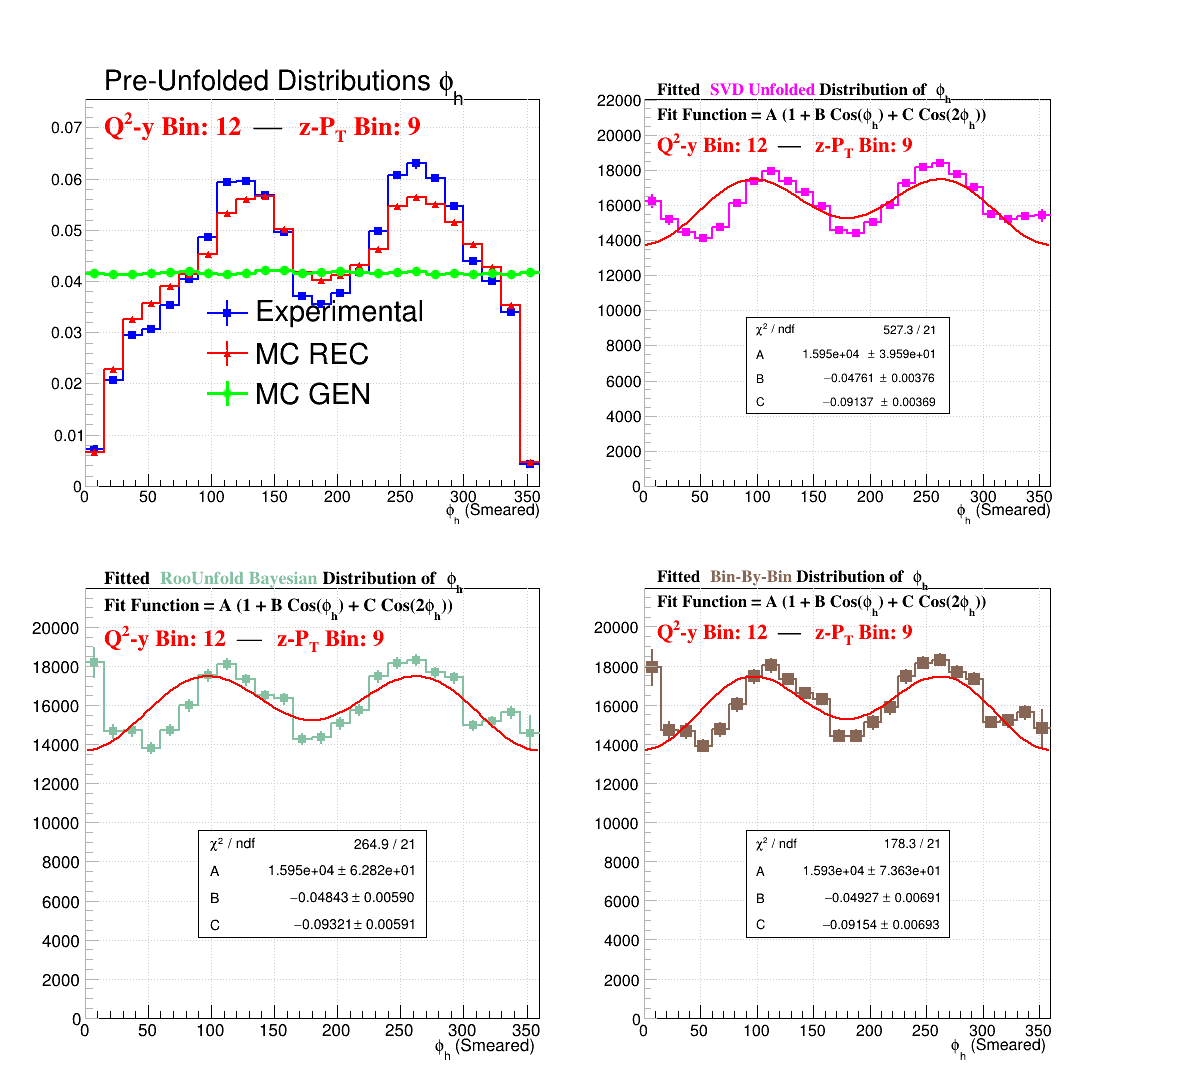 Pre-Unfolded Distributions ϕh
Q²-y Bin: 12 — z-PT Bin: 9
0.07
0.06
0.05
0.04
0.03
0.02
0.01
0
Experimental
MC REC
MC GEN
0 50 100 150 200 250 300 350
ϕh (Smeared)
Fitted SVD Unfolded Distribution of ϕh
Fit Function = A (1 + B Cos(ϕh) + C Cos(2ϕh))
Q²-y Bin: 12 — z-PT Bin: 9
22000
20000
18000
16000
14000
12000
10000
8000
6000
4000
2000
0
χ² / ndf 527.3 / 21
A 1.595e+04 ± 3.959e+01
B −0.04761 ± 0.00376
C −0.09137 ± 0.00369
0 50 100 150 200 250 300 350
ϕh (Smeared)
Fitted RooUnfold Bayesian Distribution of ϕh
Fit Function = A (1 + B Cos(ϕh) + C Cos(2ϕh))
Q²-y Bin: 12 — z-PT Bin: 9
20000
18000
16000
14000
12000
10000
8000
6000
4000
2000
0
χ² / ndf 264.9 / 21
A 1.595e+04 ± 6.282e+01
B −0.04843 ± 0.00590
C −0.09321 ± 0.00591
0 50 100 150 200 250 300 350
ϕh (Smeared)
Fitted Bin-By-Bin Distribution of ϕh
Fit Function = A (1 + B Cos(ϕh) + C Cos(2ϕh))
Q²-y Bin: 12 — z-PT Bin: 9
20000
18000
16000
14000
12000
10000
8000
6000
4000
2000
0
χ² / ndf 178.3 / 21
A 1.593e+04 ± 7.363e+01
B −0.04927 ± 0.00691
C −0.09154 ± 0.00693
0 50 100 150 200 250 300 350
ϕh (Smeared)